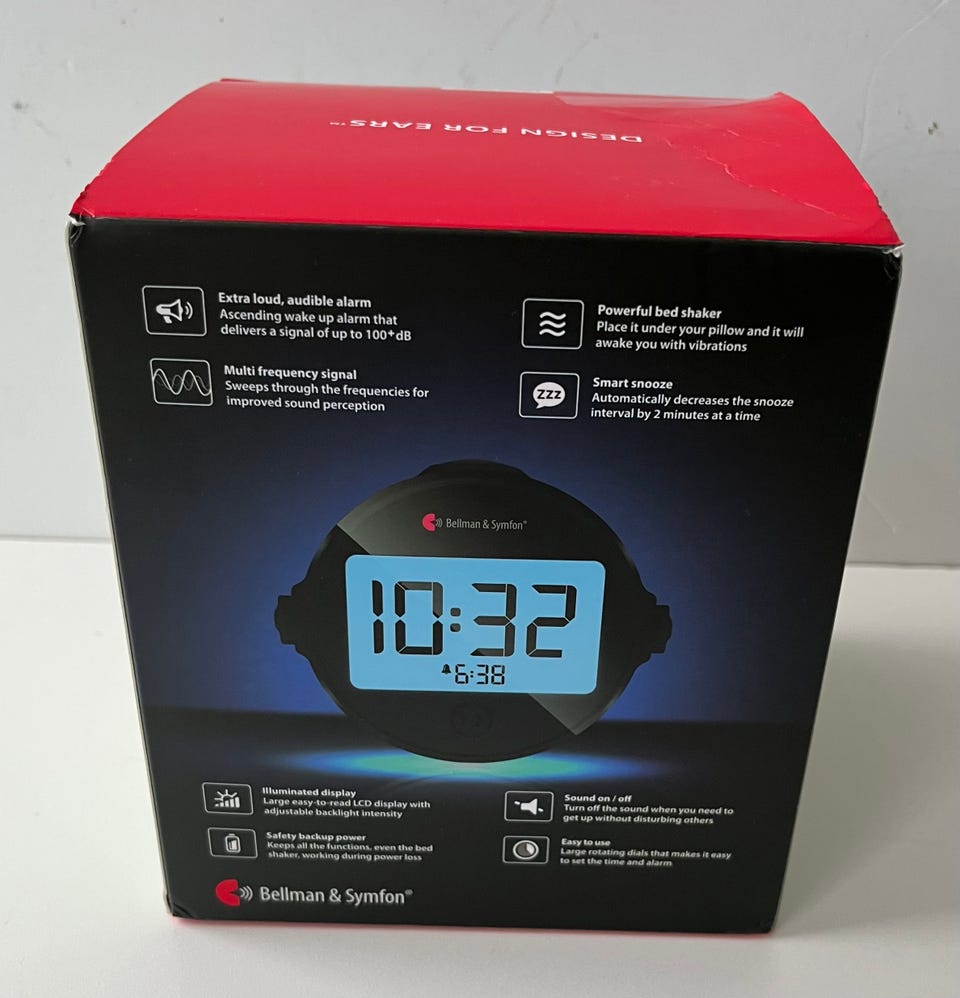 DESIGN FOR EARS™
Extra loud, audible alarm
Ascending wake up alarm that
delivers a signal of up to 100+dB
Multi frequency signal
Sweeps through the frequencies for
improved sound perception
Powerful bed shaker
Place it under your pillow and it will
awake you with vibrations
ZZZ
Smart snooze
Automatically decreases the snooze
interval by 2 minutes at a time
Bellman & Symfon®
10:32
6:38
Illuminated display
Large easy-to-read LCD display with
adjustable backlight intensity
Safety backup power
Keeps all the functions, even the bed
shaker, working during power loss
Sound on / off
Turn off the sound when you need to
get up without disturbing others
Easy to use
Large rotating dials that makes it easy
to set the time and alarm
Bellman & Symfon®